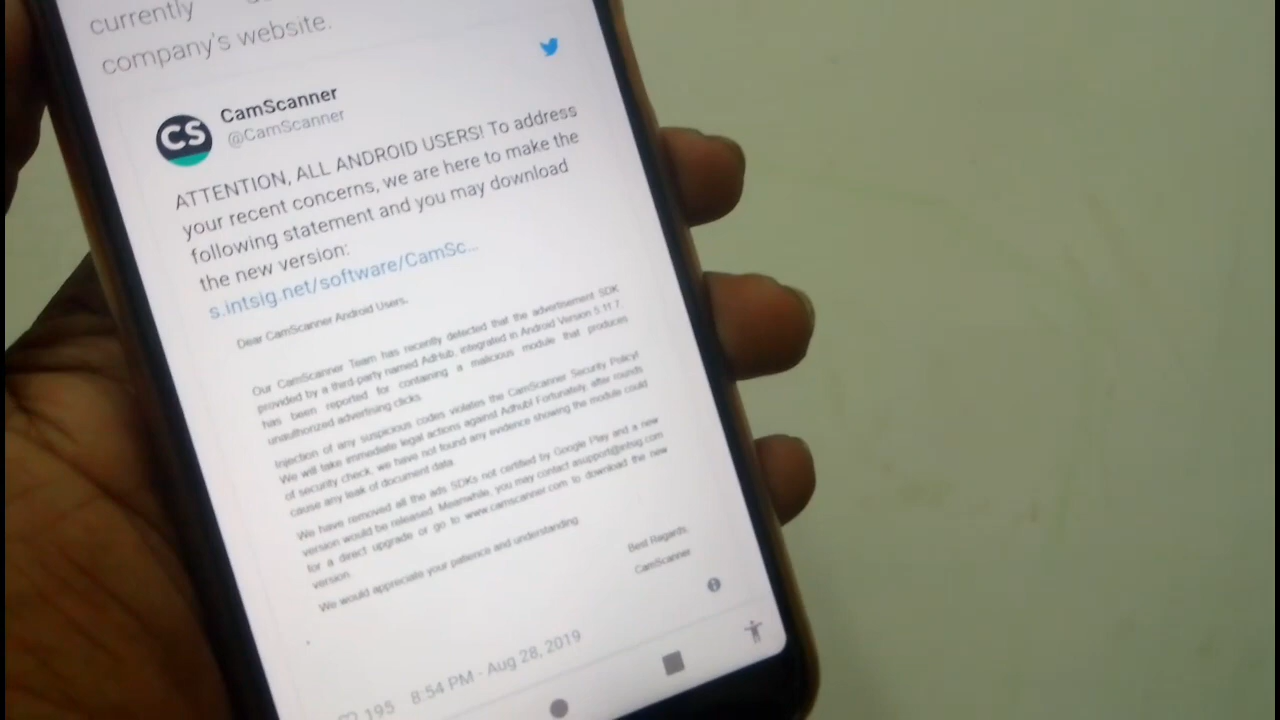 currently
company's website.
CS
CamScanner
@CamScanner
ATTENTION, ALL ANDROID USERS! To address
your recent concerns, we are here to make the
following statement and you may download
the new version:
s.intsig.net/software/CamSc...
Dear CamScanner Android Users,
Our CamScanner Team has recently detected that the advertisement SDK
provided by a third-party named AdHub, integrated in Android Version 5.11.7,
has been reported for containing a malicious module that produces
unauthorized advertising clicks.
Injection of any suspicious codes violates the CamScanner Security Policy!
We will take immediate legal actions against Adhub! Fortunately, after rounds
of security check, we have not found any evidence showing the module could
cause any leak of document data.
We have removed all the ads SDKs not certified by Google Play and a new
version would be released. Meanwhile, you may contact asupport@intsig.com
for a direct upgrade or go to www.camscanner.com to download the new
version.
We would appreciate your patience and understanding
Best Regards,
CamScanner
195 8:54 PM - Aug 28, 2019